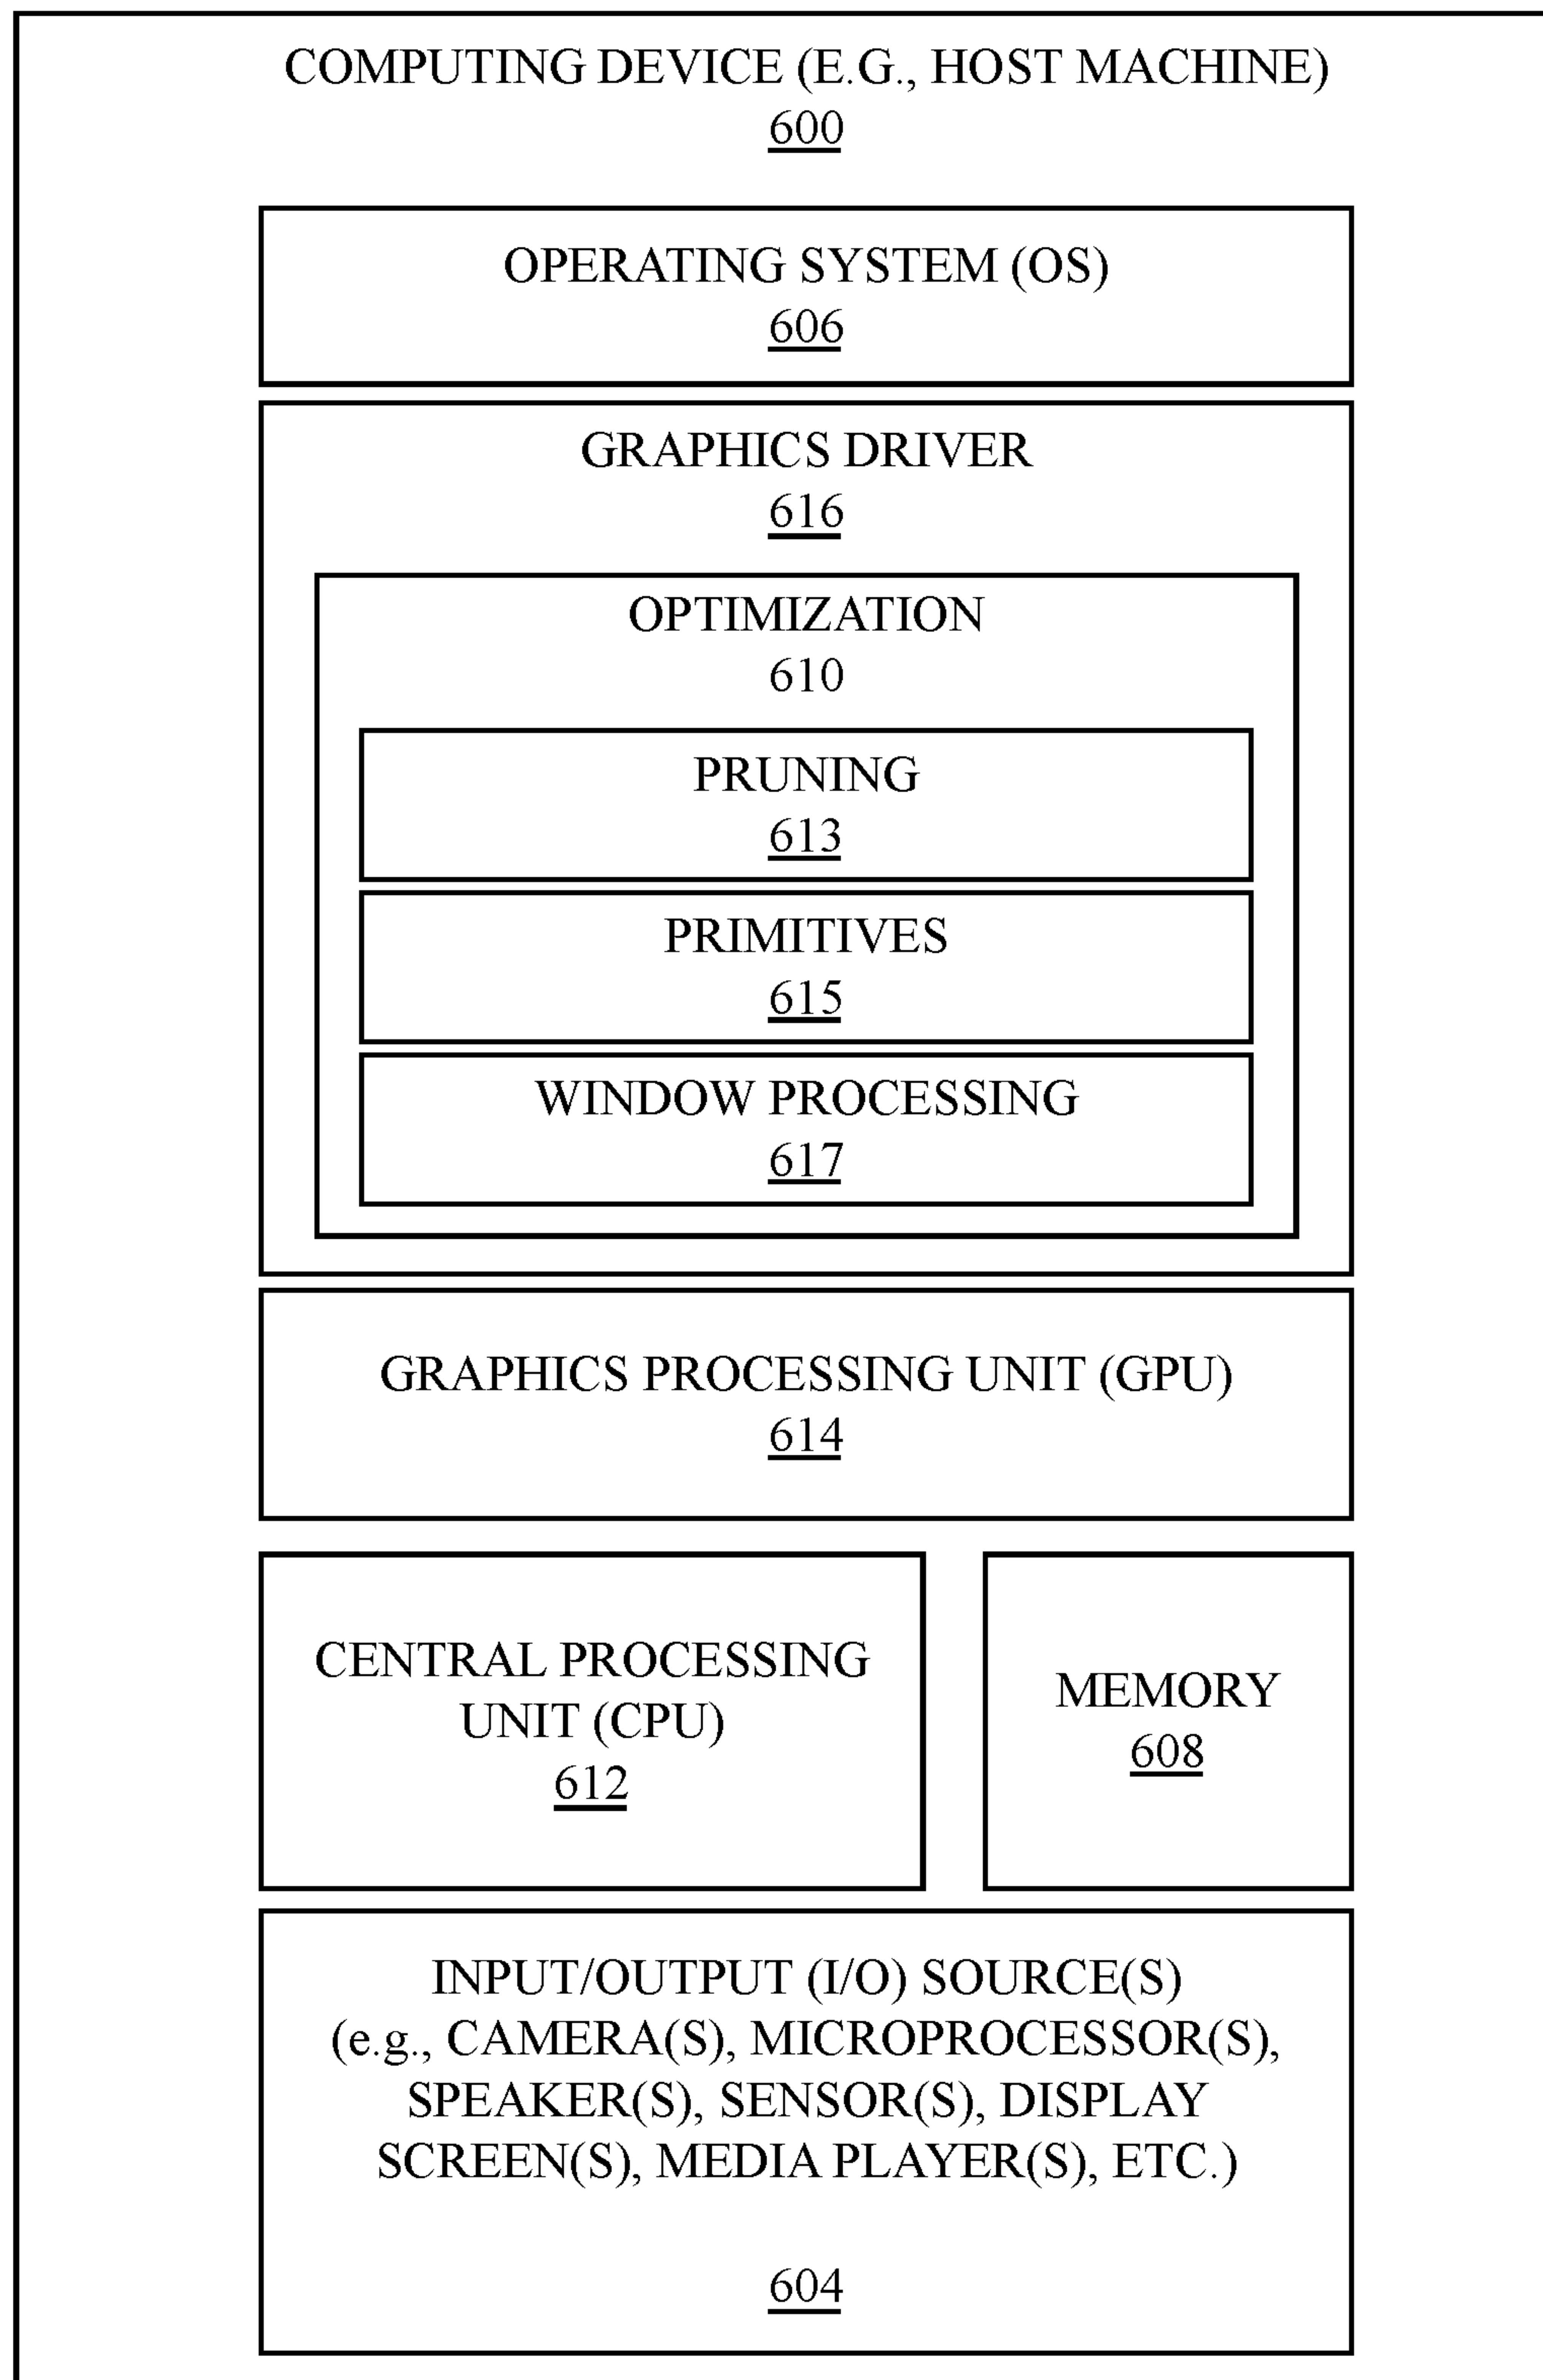 COMPUTING DEVICE (E.G., HOST MACHINE)
600
OPERATING SYSTEM (OS)
606
GRAPHICS DRIVER
616
OPTIMIZATION
610
PRUNING
613
PRIMITIVES
615
WINDOW PROCESSING
617
GRAPHICS PROCESSING UNIT (GPU)
614
CENTRAL PROCESSING
UNIT (CPU)
612
MEMORY
608
INPUT/OUTPUT (I/O) SOURCE(S)
(e.g., CAMERA(S), MICROPROCESSOR(S),
SPEAKER(S), SENSOR(S), DISPLAY
SCREEN(S), MEDIA PLAYER(S), ETC.)
604